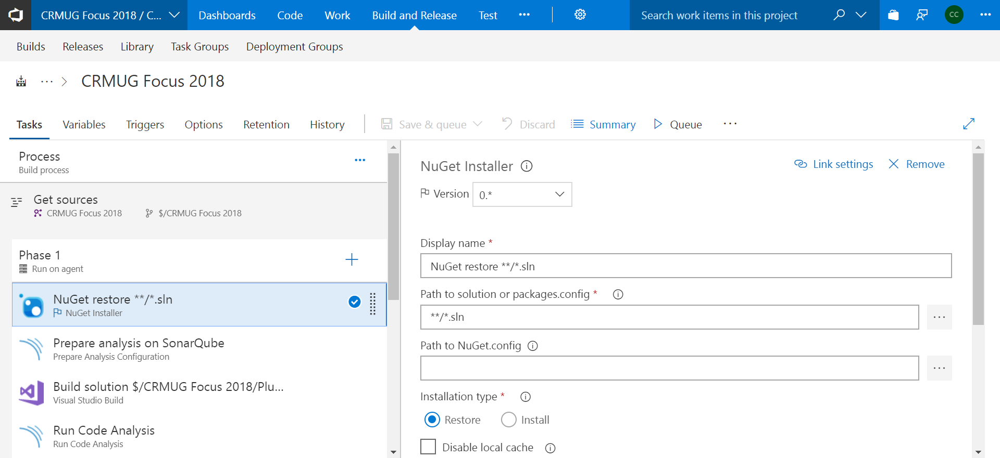 CRMUG Focus 2018 / C... Dashboards Code Work Build and Release Test ... Search work items in this project CC ...
Builds Releases Library Task Groups Deployment Groups
... CRMUG Focus 2018
Tasks Variables Triggers Options Retention History Save & queue Discard Summary Queue ...
Process
Build process
...
Get sources
CRMUG Focus 2018 $/CRMUG Focus 2018
Phase 1
Run on agent
NuGet restore **/*.sln
NuGet Installer
Prepare analysis on SonarQube
Prepare Analysis Configuration
Build solution $/CRMUG Focus 2018/Plu...
Visual Studio Build
Run Code Analysis
Run Code Analysis
NuGet Installer Link settings Remove
Version 0.*
Display name *
NuGet restore **/*.sln
Path to solution or packages.config *
**/*.sln ...
Path to NuGet.config
...
Installation type *
Restore Install
Disable local cache